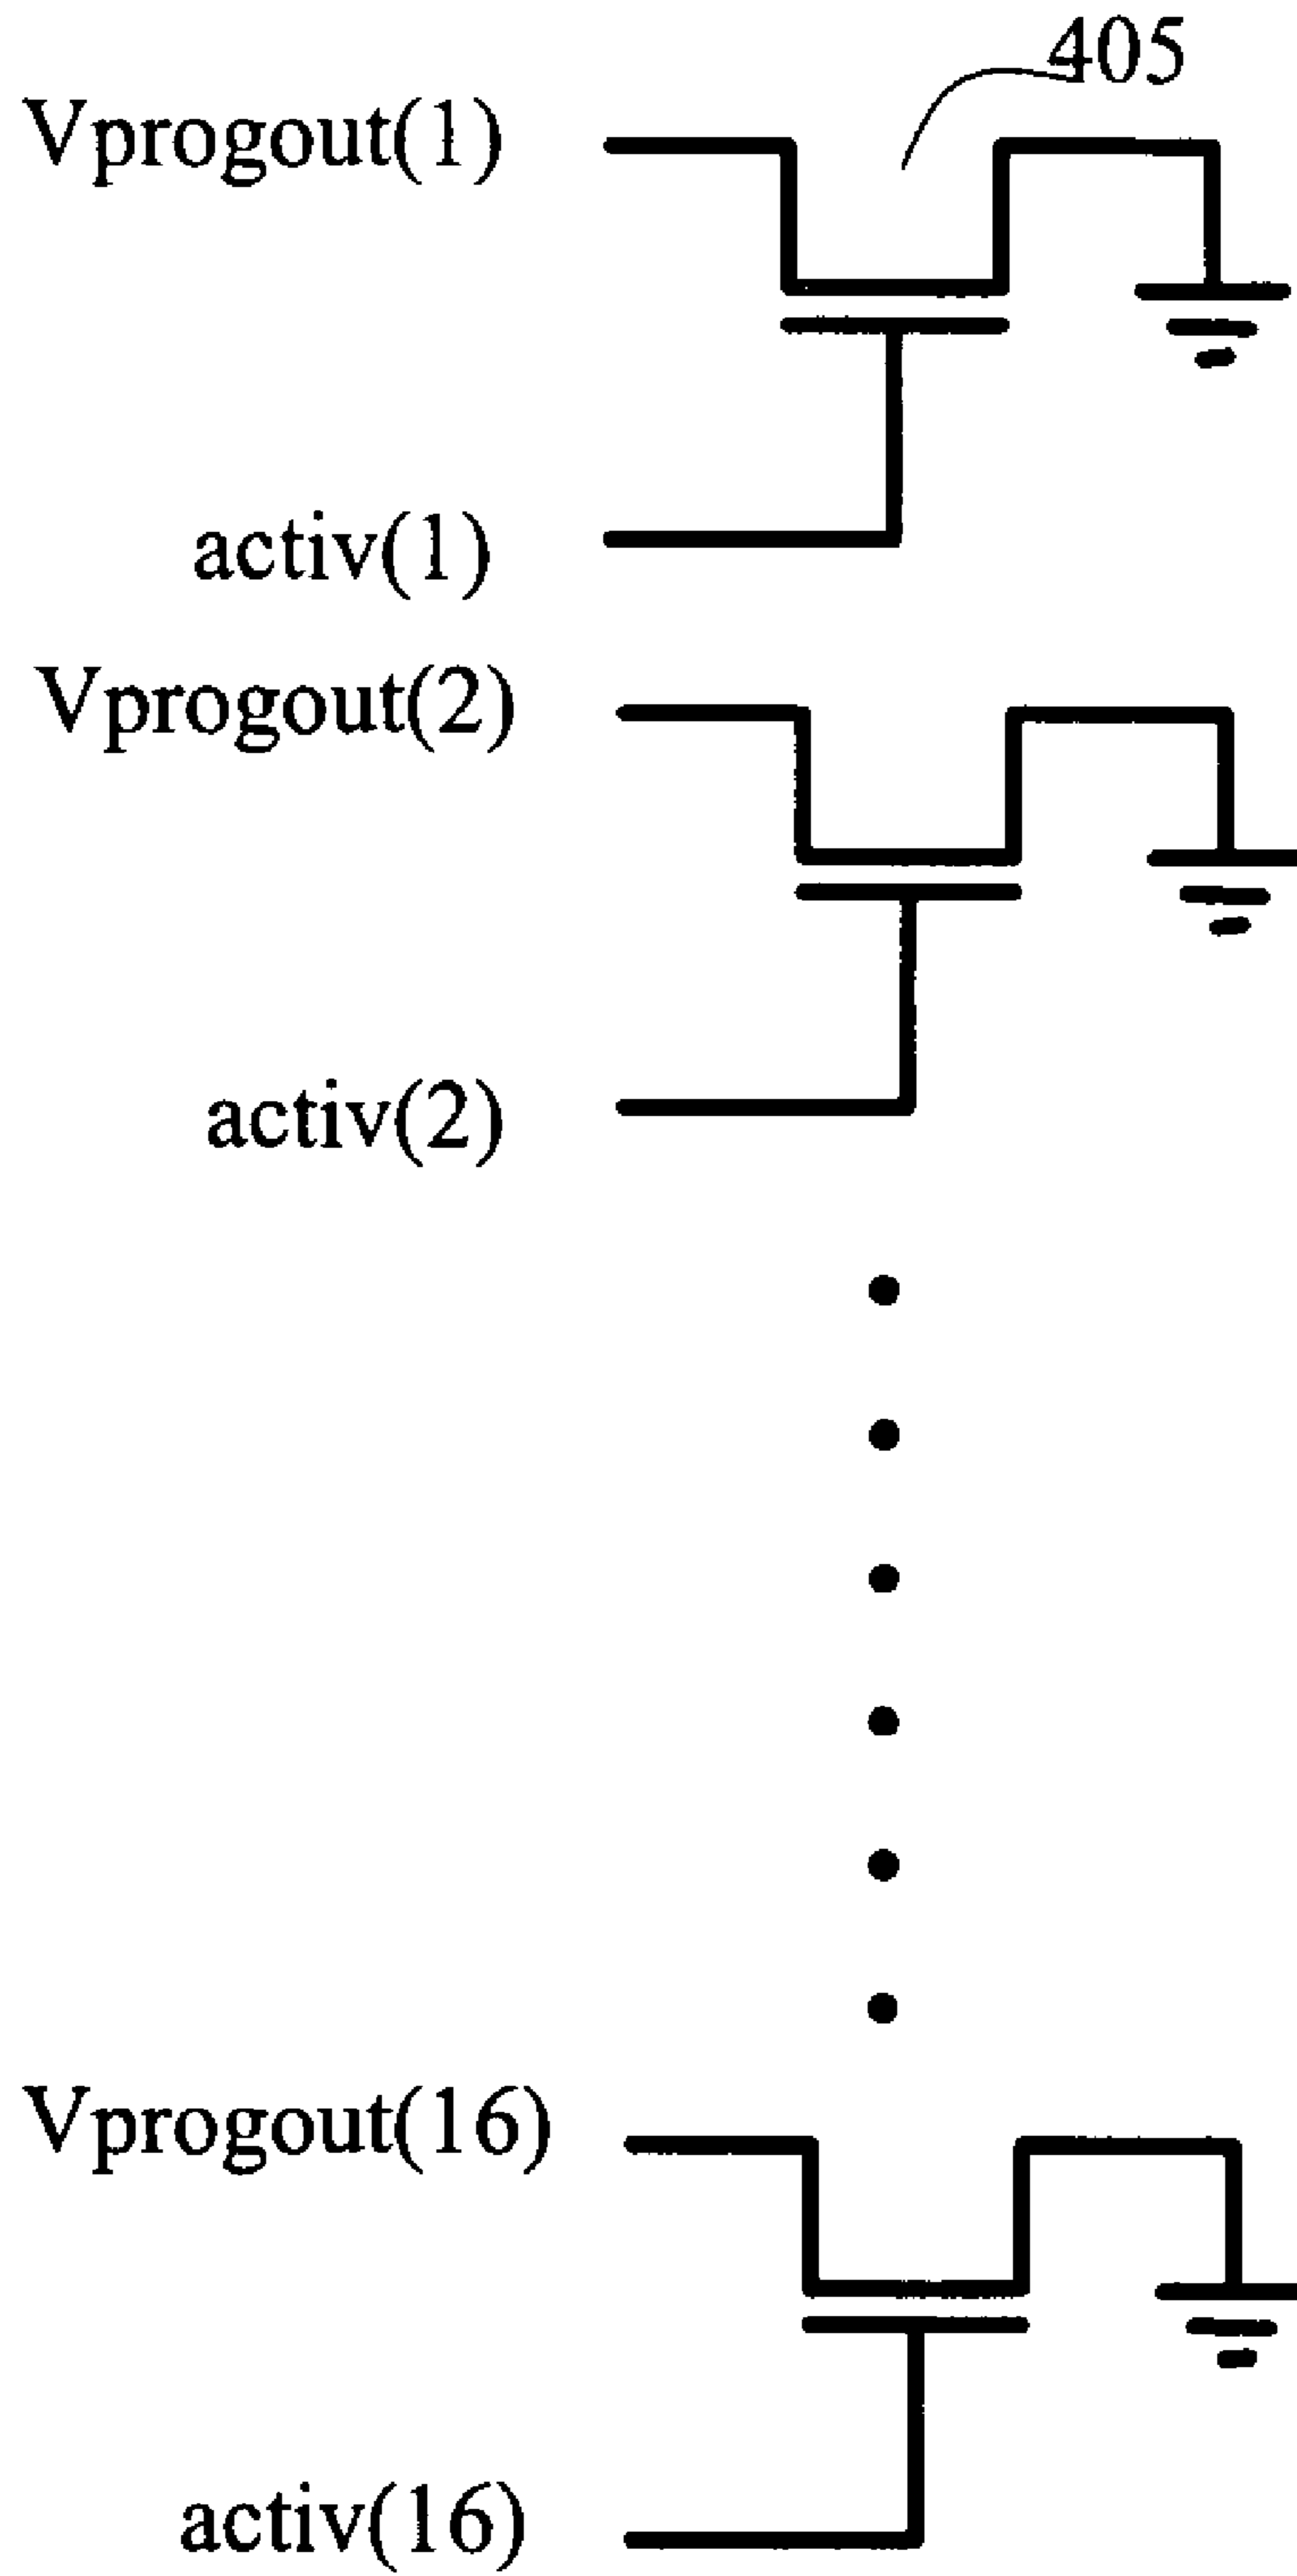 405
Vprogout(1)
activ(1)
Vprogout(2)
activ(2)
Vprogout(16)
activ(16)